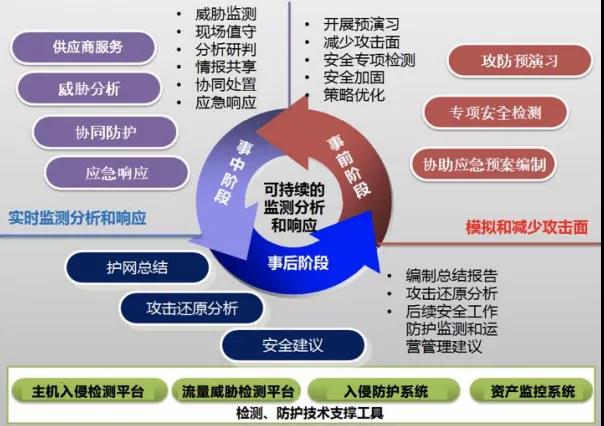 供应商服务
威胁分析
协同防护
应急响应
• 威胁监测
• 现场值守
• 分析研判
• 情报共享
• 协同处置
• 应急响应
• 开展预演习
• 减少攻击面
• 安全专项检测
• 安全加固
• 策略优化
攻防预演习
专项安全检测
协助应急预案编制
事中阶段
事前阶段
可持续的
监测分析
和响应
事后阶段
实时监测分析和响应
模拟和减少攻击面
护网总结
攻击还原分析
安全建议
• 编制总结报告
• 攻击还原分析
• 后续安全工作
防护监测和运
营管理建议
主机入侵检测平台
流量威胁检测平台
入侵防护系统
资产监控系统
检测、防护技术支撑工具